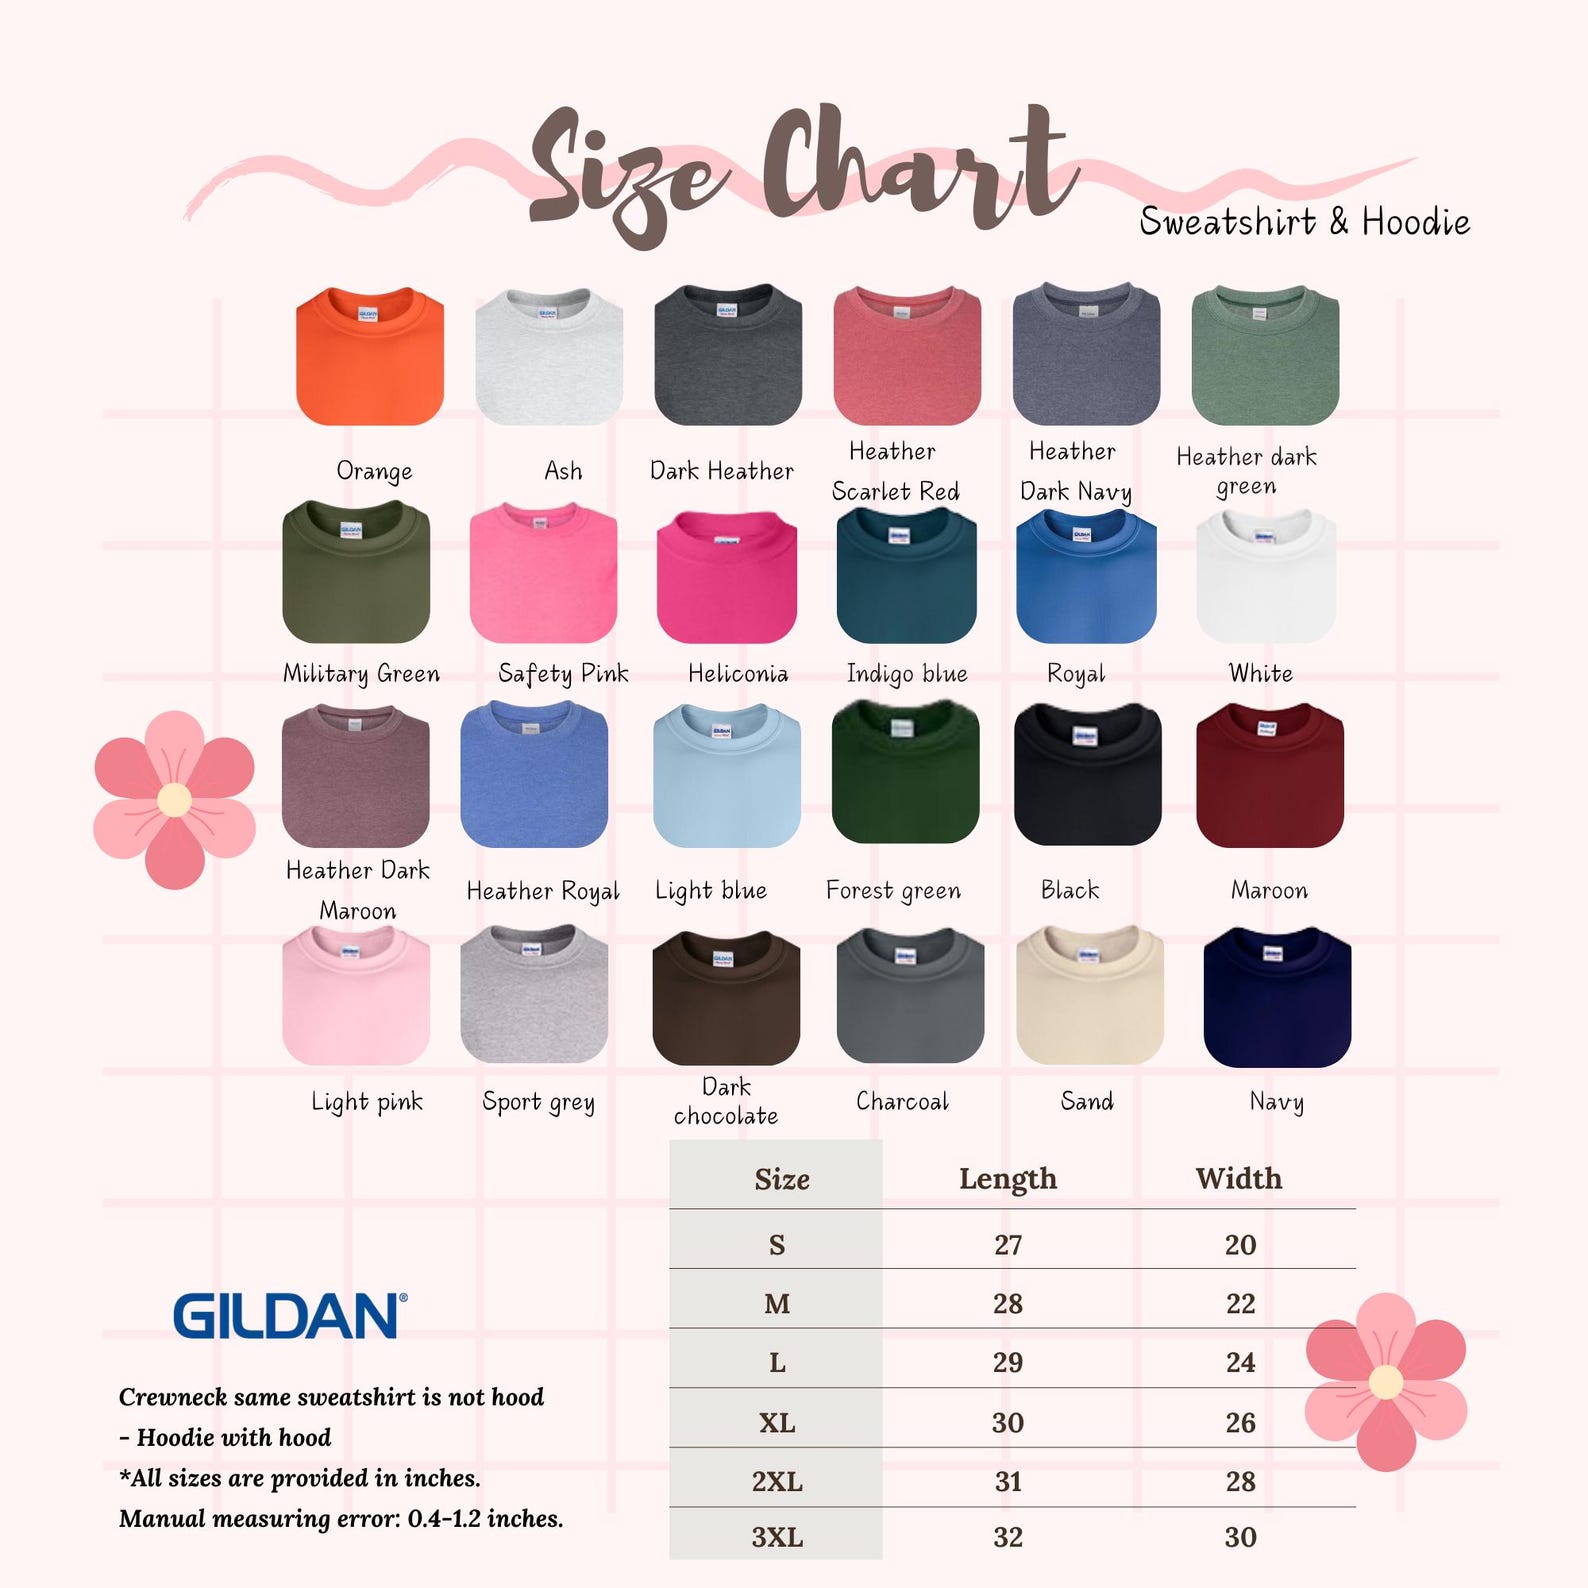 Size Chart
Sweatshirt & Hoodie
Orange
Ash
Dark Heather
Heather
Scarlet Red
Heather
Dark Navy
Heather dark
green
Military Green
Safety Pink
Heliconia
Indigo blue
Royal
White
Heather Dark
Maroon
Heather Royal
Light blue
Forest green
Black
Maroon
Light pink
Sport grey
Dark
chocolate
Charcoal
Sand
Navy
Size Length Width
S 27 20
M 28 22
L 29 24
XL 30 26
2XL 31 28
3XL 32 30
GILDAN®
Crewneck same sweatshirt is not hood
- Hoodie with hood
*All sizes are provided in inches.
Manual measuring error: 0.4-1.2 inches.